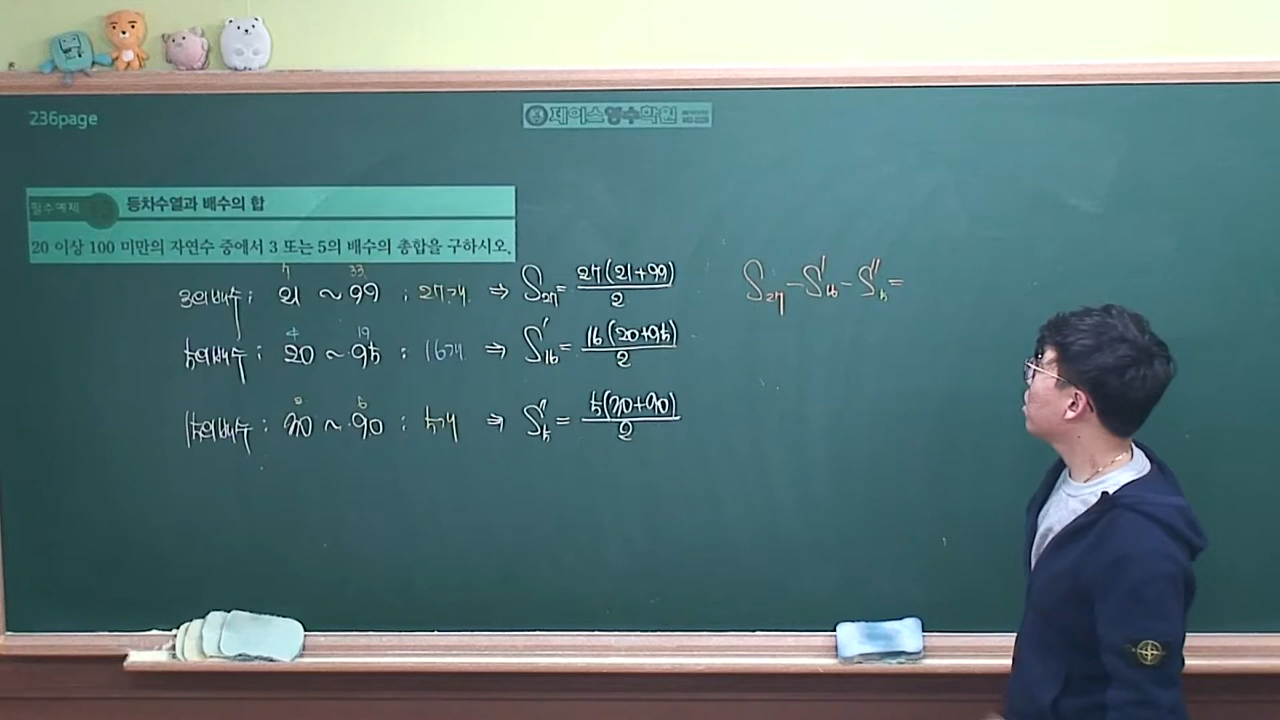 236page
제이스영수학원
필수예제
등차수열과 배수의 합
20 이상 100 미만의 자연수 중에서 3 또는 5의 배수의 총합을 구하시오.
7 33
3의배수: 21 ~ 99 : 27개 ⇒ S₂₇ = 27(21+99)/2
4 19
5의배수: 20 ~ 95 : 16개 ⇒ S'₁₆ = 16(20+95)/2
2 6
15의배수: 30 ~ 90 : 5개 ⇒ S''₅ = 5(30+90)/2
S₂₇ - S'₁₆ - S''₅ =